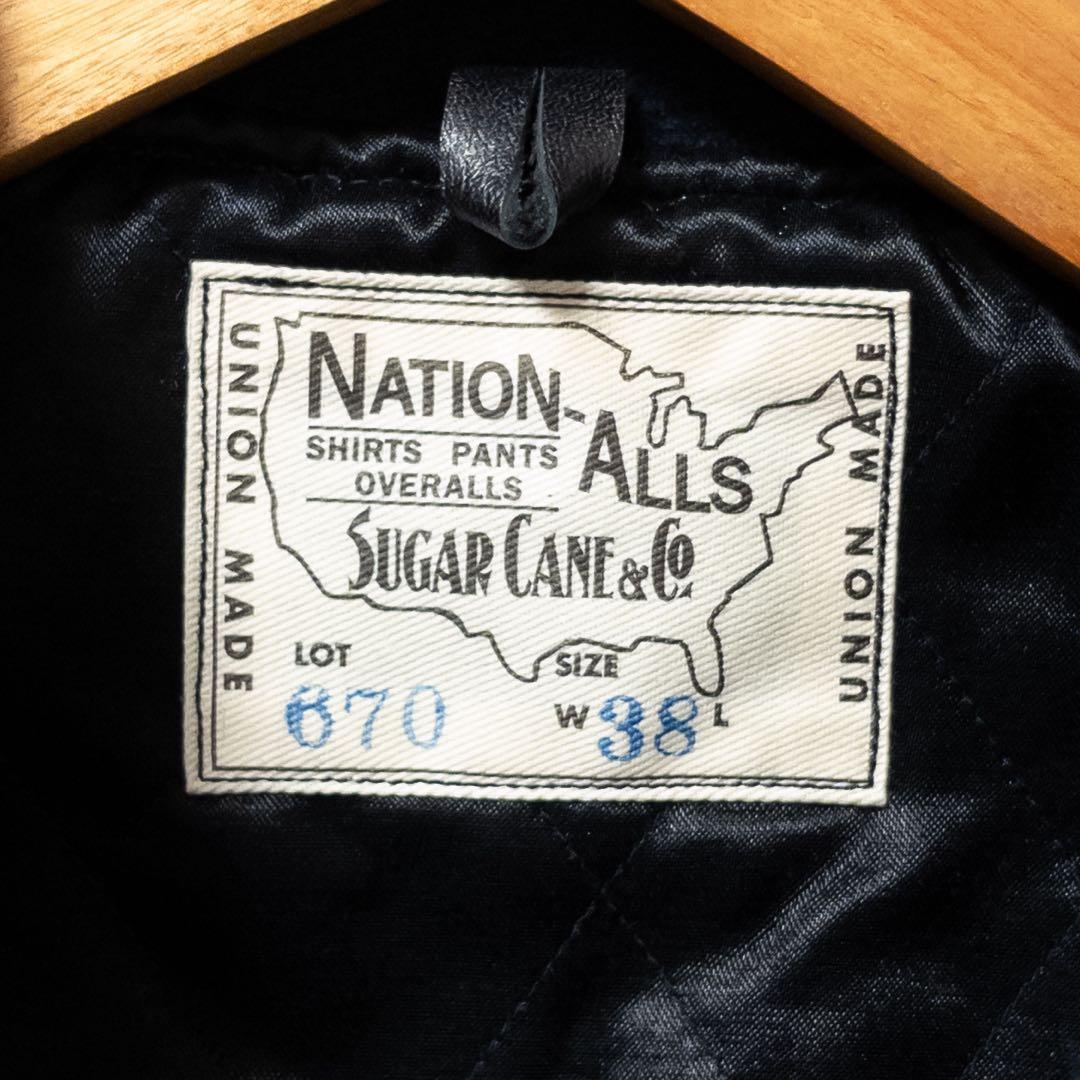 UNION MADE
NATION-ALLS
SHIRTS PANTS
OVERALLS
SUGAR CANE & Co
LOT 670
SIZE
W 38 L
UNION MADE